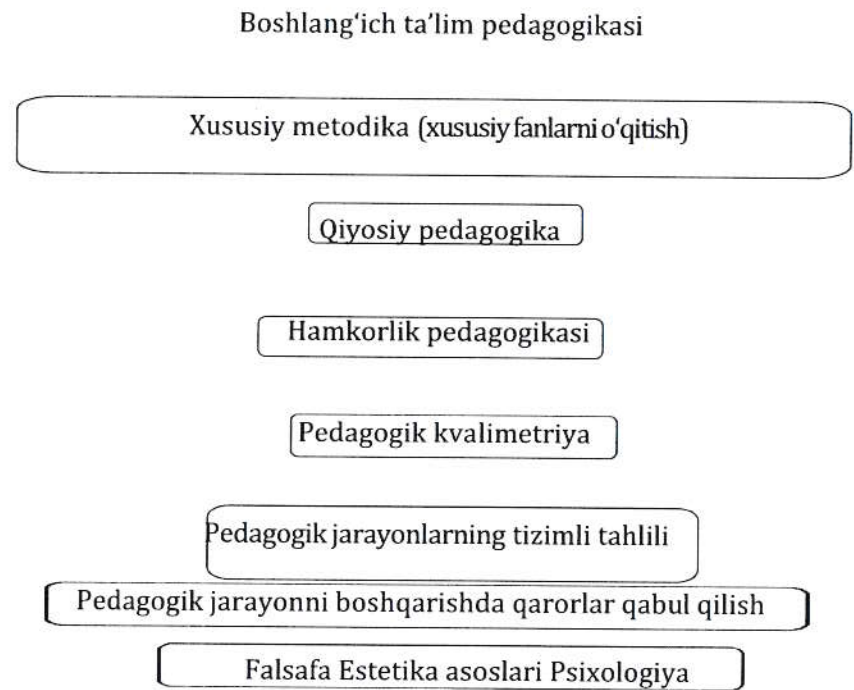 Boshlang‘ich ta’lim pedagogikasi
Xususiy metodika (xususiy fanlarni o‘qitish)
Qiyosiy pedagogika
Hamkorlik pedagogikasi
Pedagogik kvalimetriya
Pedagogik jarayonlarning tizimli tahlili
Pedagogik jarayonni boshqarishda qarorlar qabul qilish
Falsafa Estetika asoslari Psixologiya